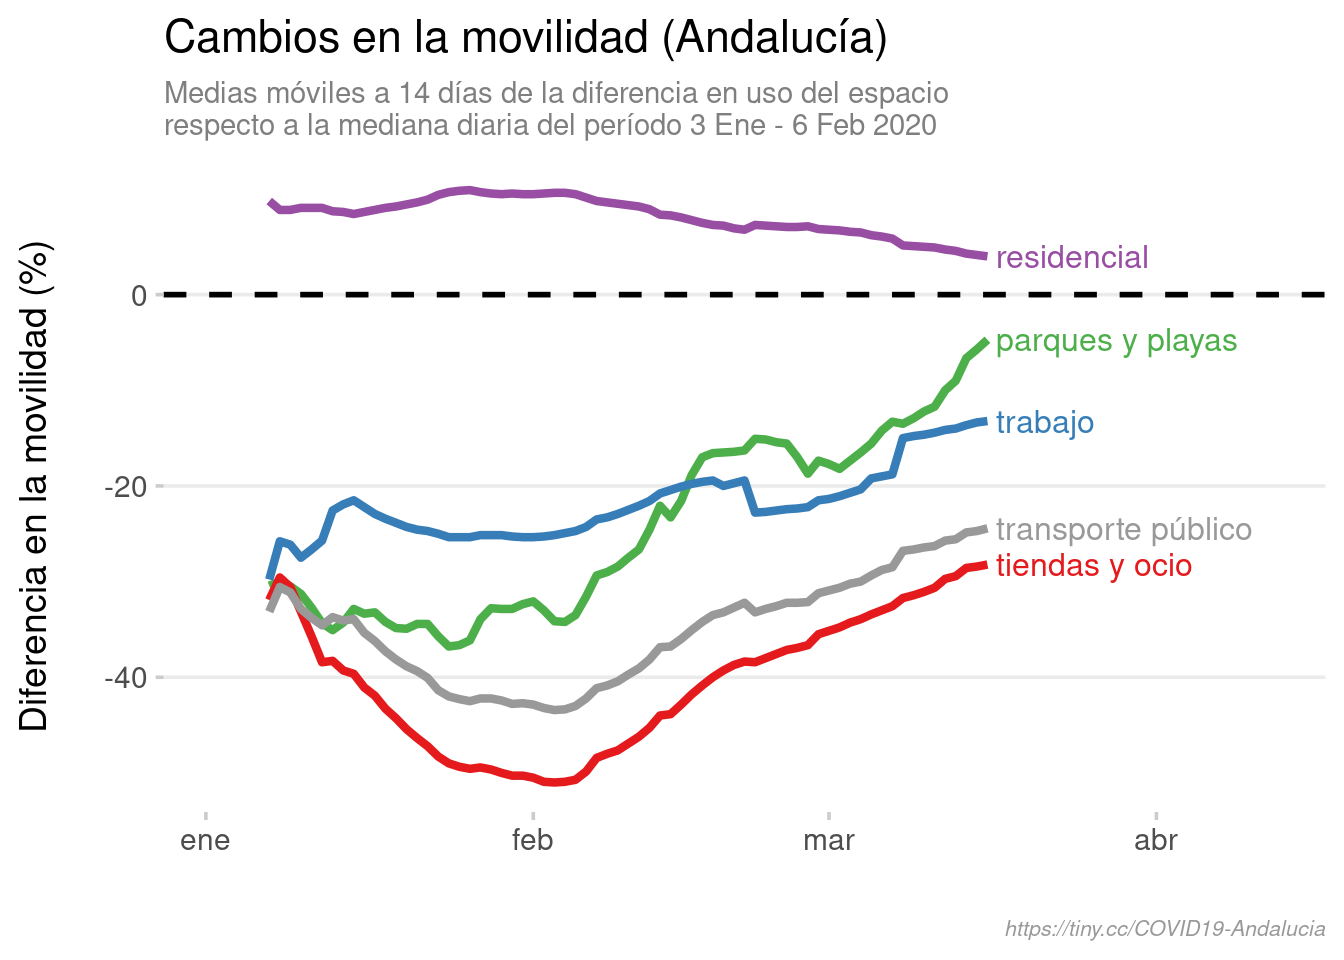 Cambios en la movilidad (Andalucía)
Medias móviles a 14 días de la diferencia en uso del espacio
respecto a la mediana diaria del período 3 Ene - 6 Feb 2020
Diferencia en la movilidad (%)
residencial
0
parques y playas
trabajo
-20
transporte público
tiendas y ocio
-40
ene feb mar abr
https://tiny.cc/COVID19-Andalucia